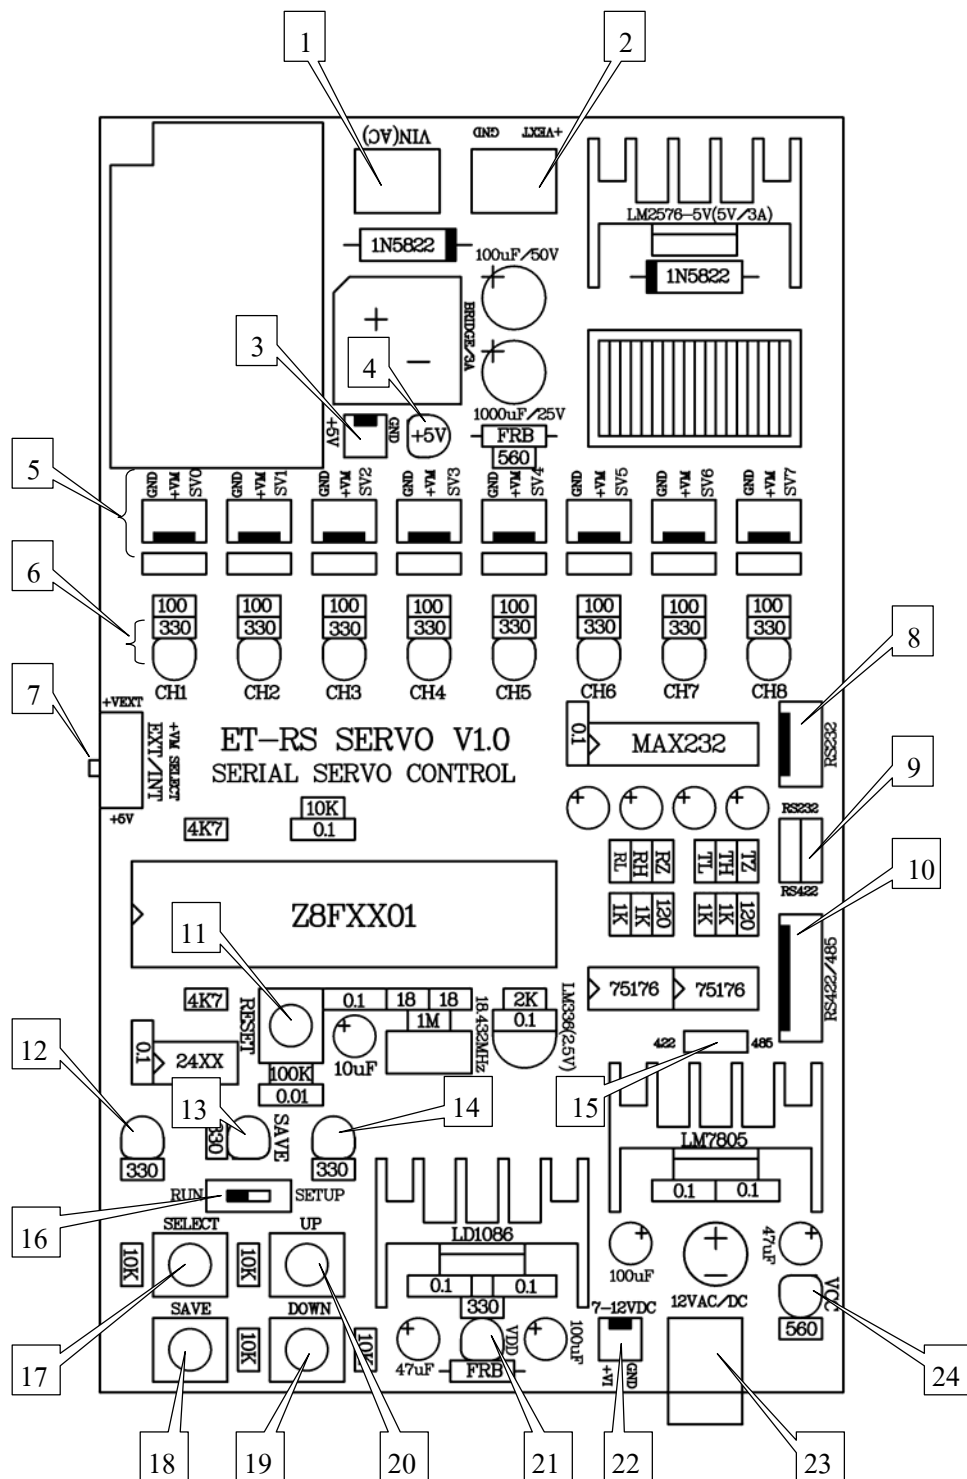 1 2
VIN(AC) GND +VEXT
LM2576-5V(5V/3A)
1N5822 100uF/50V 1N5822
BRIDGE/3A
3 4
+5V GND +5V
1000uF/25V
FRB
560
5
GND +VM SV0 GND +VM SV1 GND +VM SV2 GND +VM SV3 GND +VM SV4 GND +VM SV5 GND +VM SV6 GND +VM SV7
6
100 100 100 100 100 100 100 100
330 330 330 330 330 330 330 330
CH1 CH2 CH3 CH4 CH5 CH6 CH7 CH8
7 8
+VEXT
EXT/INT
+VM SELECT
+5V
ET-RS SERVO V1.0
SERIAL SERVO CONTROL
0.1 MAX232 RS232
9
RS232
RS422
10K
4K7 0.1
RL RH RZ TL TH TZ
1K 1K 120 1K 1K 120
10
RS422/485
Z8FXX01
11
75176 75176
4K7 RESET 0.1 18 18 18.432MHz 2K LM336(2.5V)
1M 0.1
10uF
422 485
12
0.1 24XX 100K
0.01
13 14 15
330 SAVE
330 330
LM7805
0.1 0.1
16
RUN SETUP
SELECT UP
LD1086
10K 10K
0.1 0.1
330
100uF 47uF
12VAC/DC
VCC
560
SAVE DOWN
10K 10K
47uF VDD 100uF
FRB
7-12VDC
+VI GND
17 24
18 19 20 21 22 23